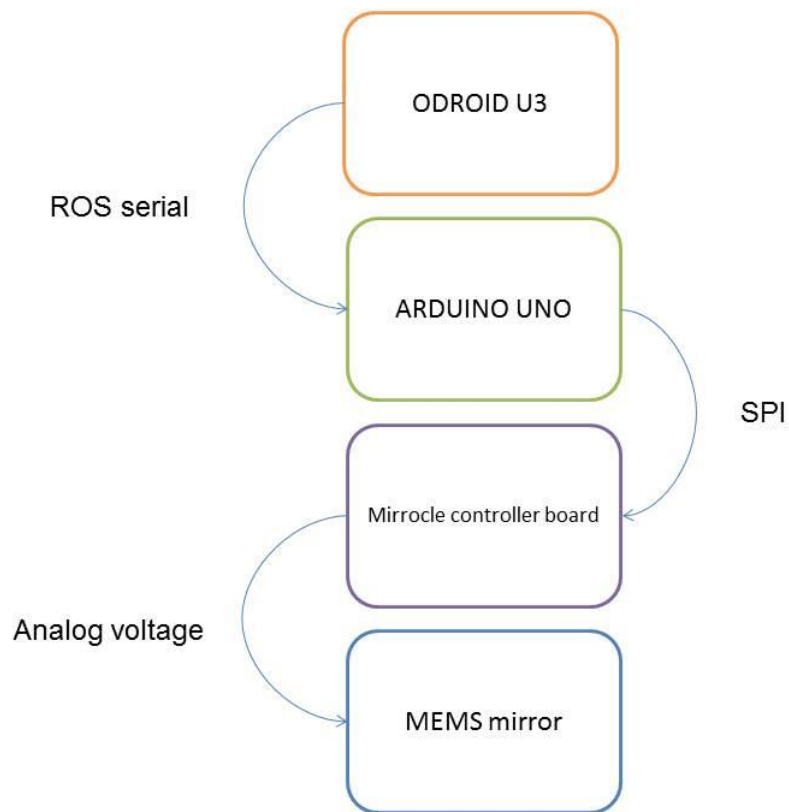 ODROID U3
ROS serial
ARDUINO UNO
SPI
Mirrocle controller board
Analog voltage
MEMS mirror